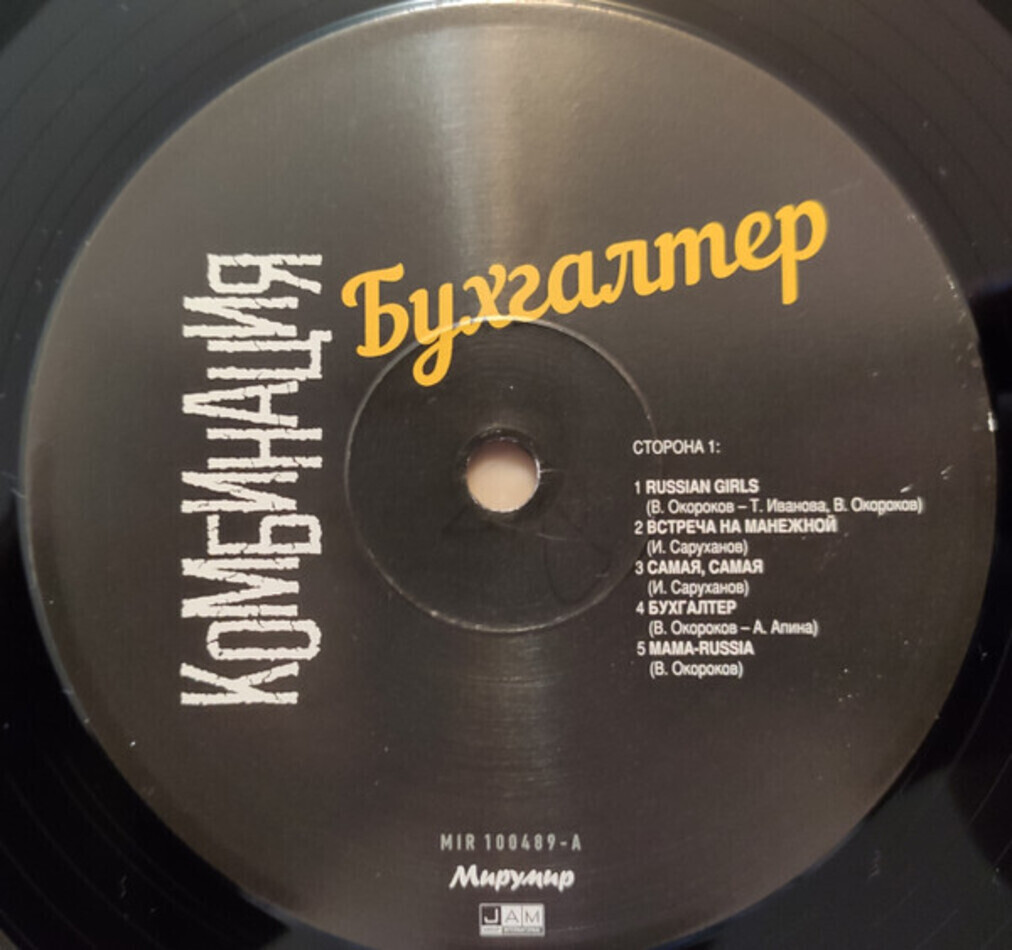 КОМБИНАЦИЯ
Бухгалтер
СТОРОНА 1:
1 RUSSIAN GIRLS
(В. Окороков – Т. Иванова, В. Окороков)
2 ВСТРЕЧА НА МАНЕЖНОЙ
(И. Саруханов)
3 САМАЯ, САМАЯ
(И. Саруханов)
4 БУХГАЛТЕР
(В. Окороков – А. Апина)
5 MAMA-RUSSIA
(В. Окороков)
MIR 100489-A
Мирумир
JAM